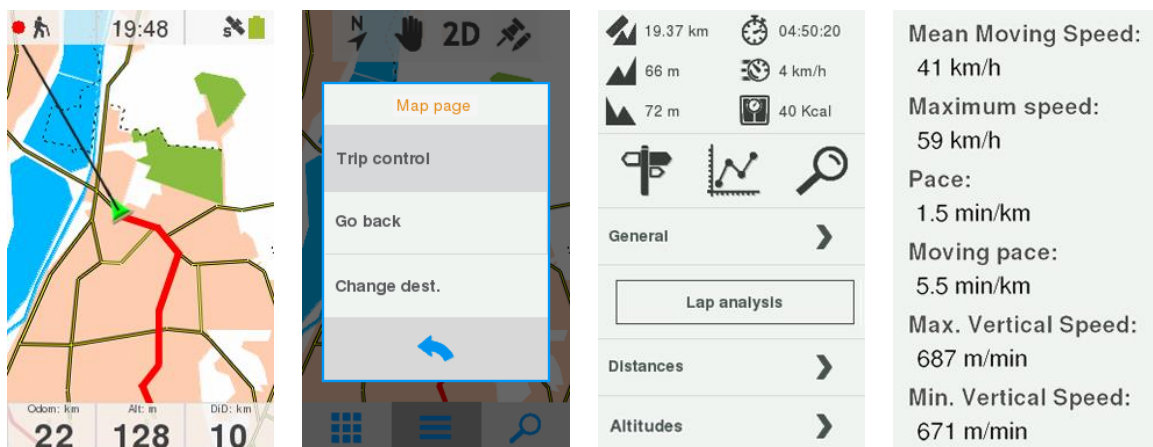 19:48
S
Odom: km
Alt: m
DiD: km
22
128
10
N
2D
Map page
Trip control
Go back
Change dest.
19.37 km
04:50:20
66 m
4 km/h
72 m
40 Kcal
General
Lap analysis
Distances
Altitudes
Mean Moving Speed:
41 km/h
Maximum speed:
59 km/h
Pace:
1.5 min/km
Moving pace:
5.5 min/km
Max. Vertical Speed:
687 m/min
Min. Vertical Speed:
671 m/min